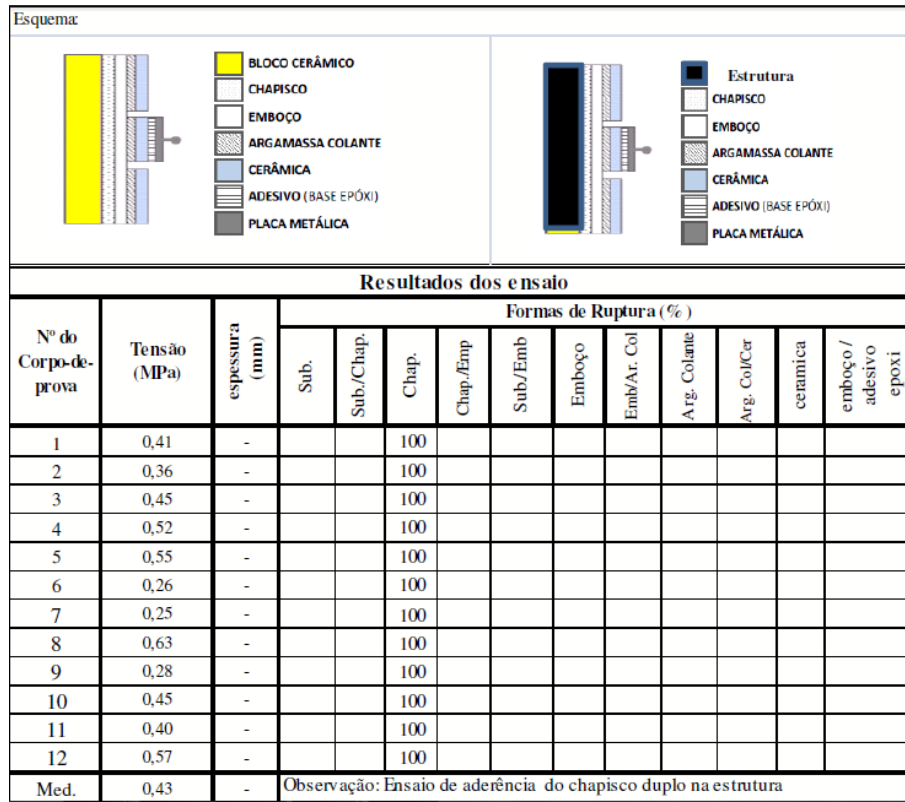 Esquema:
BLOCO CERÂMICO
CHAPISCO
EMBOÇO
ARGAMASSA COLANTE
CERÂMICA
ADESIVO (BASE EPÓXI)
PLACA METÁLICA
Estrutura
CHAPISCO
EMBOÇO
ARGAMASSA COLANTE
CERÂMICA
ADESIVO (BASE EPÓXI)
PLACA METÁLICA
Resultados dos ensaio
Nº do Corpo-de-prova Tensão (MPa) espessura (mm) Formas de Ruptura (%)
Sub. Sub./Chap. Chap. Chap./Emp Sub./Emb Emboço Emb/Ar. Col Arg. Colante Arg. Col/Cer ceramica emboço / adesivo epoxi
1 0,41 - 100
2 0,36 - 100
3 0,45 - 100
4 0,52 - 100
5 0,55 - 100
6 0,26 - 100
7 0,25 - 100
8 0,63 - 100
9 0,28 - 100
10 0,45 - 100
11 0,40 - 100
12 0,57 - 100
Med. 0,43 - Observação: Ensaio de aderência do chapisco duplo na estrutura